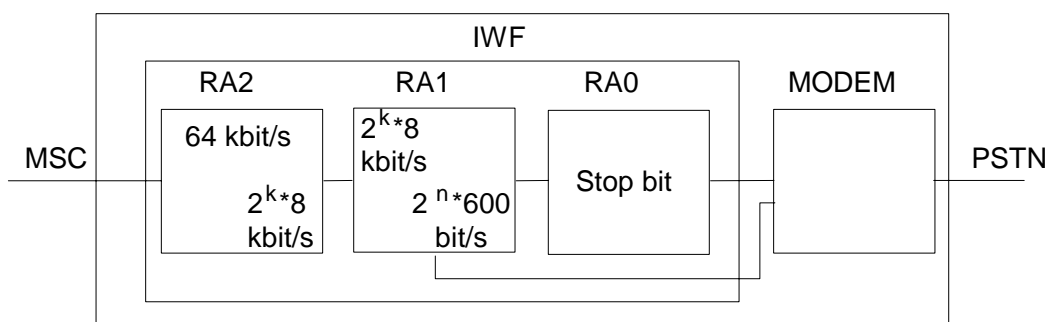 IWF
RA2 RA1 RA0 MODEM
MSC
64 kbit/s
2^k*8
kbit/s
2^k*8
kbit/s
2^n*600
bit/s
Stop bit
PSTN